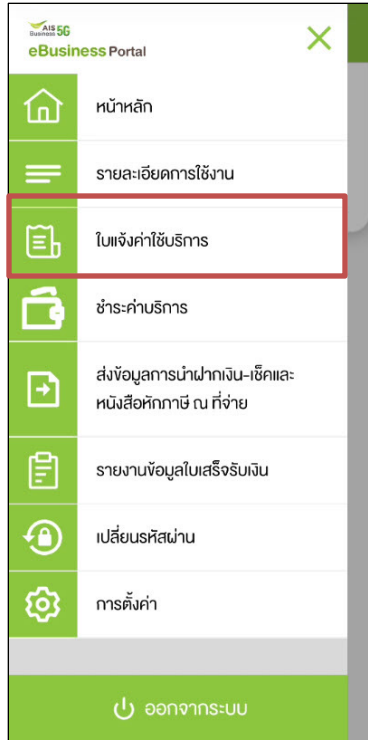 AIS 5G
Business
eBusiness Portal
หน้าหลัก
รายละเอียดการใช้งาน
ใบแจ้งค่าใช้บริการ
ชำระค่าบริการ
ส่งข้อมูลการนำฝากเงิน-เช็คและ
หนังสือหักภาษี ณ ที่จ่าย
รายงานข้อมูลใบเสร็จรับเงิน
เปลี่ยนรหัสผ่าน
การตั้งค่า
ออกจากระบบ